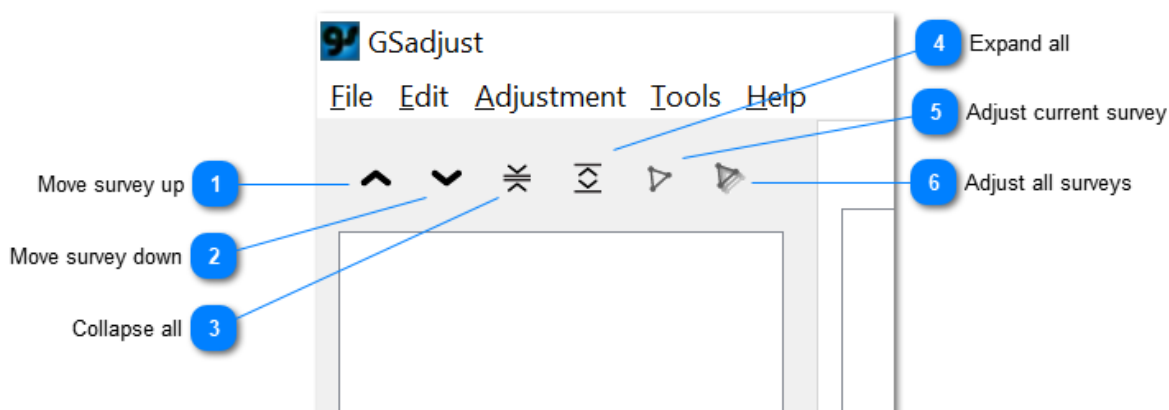 GSadjust
File Edit Adjustment Tools Help
4 Expand all
5 Adjust current survey
Move survey up 1
6 Adjust all surveys
Move survey down 2
Collapse all 3